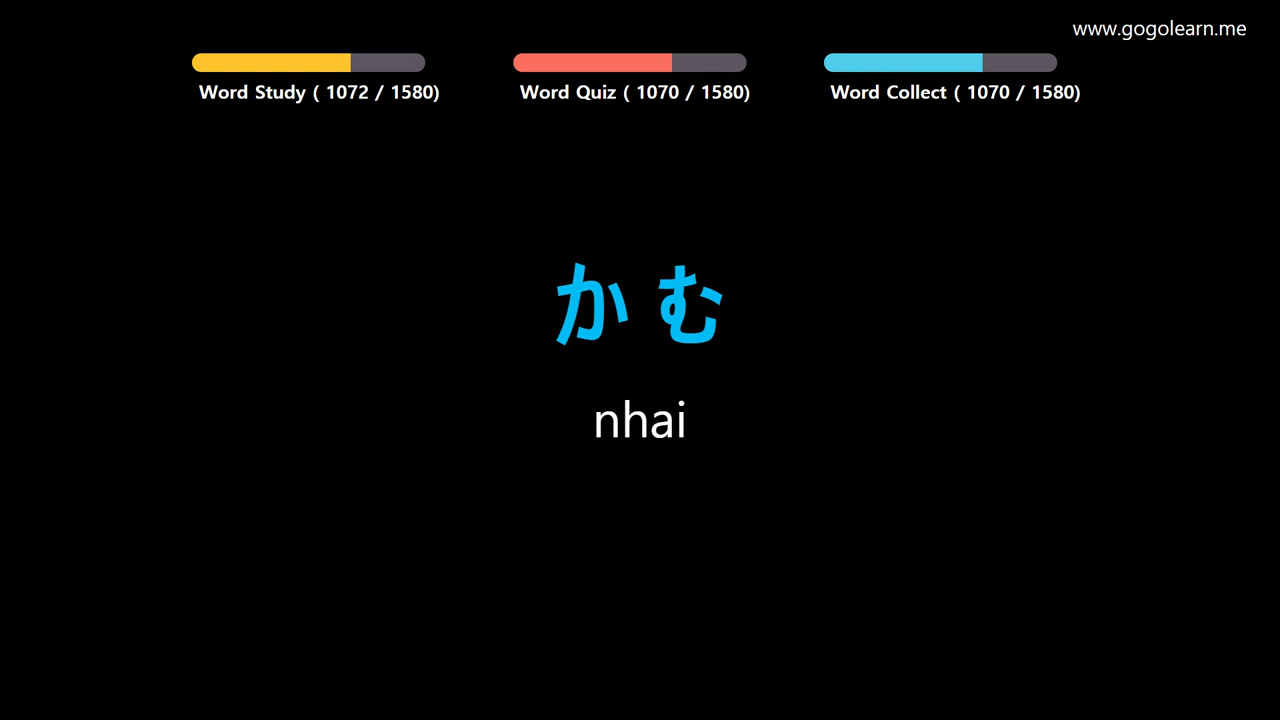 www.gogolearn.me
Word Study ( 1072 / 1580)
Word Quiz ( 1070 / 1580)
Word Collect ( 1070 / 1580)
かむ
nhai